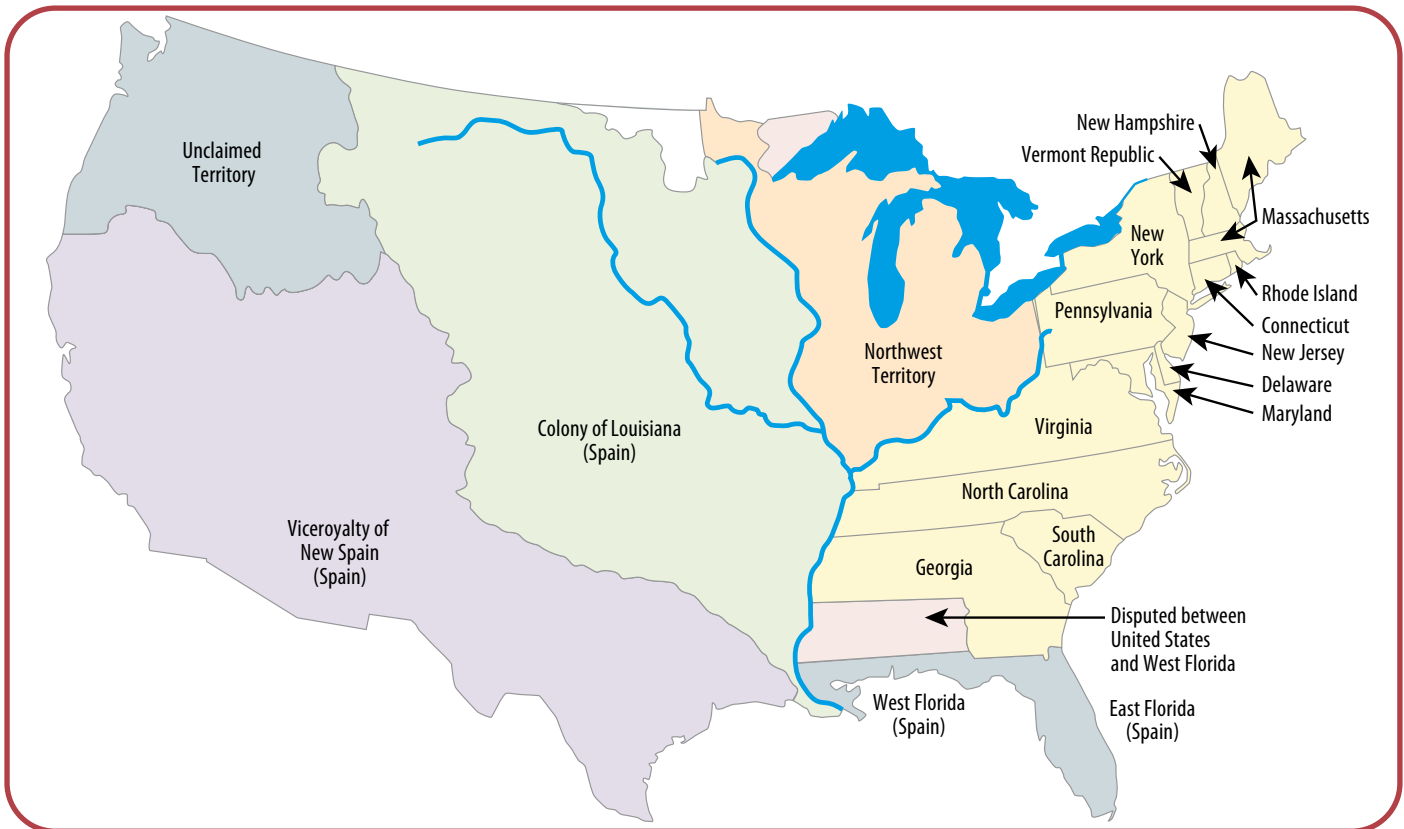 Unclaimed
Territory
New Hampshire
Vermont Republic
Massachusetts
New
York
Rhode Island
Pennsylvania
Connecticut
New Jersey
Northwest
Territory
Delaware
Maryland
Virginia
Colony of Louisiana
(Spain)
North Carolina
Viceroyalty of
New Spain
(Spain)
South
Carolina
Georgia
Disputed between
United States
and West Florida
West Florida
(Spain)
East Florida
(Spain)